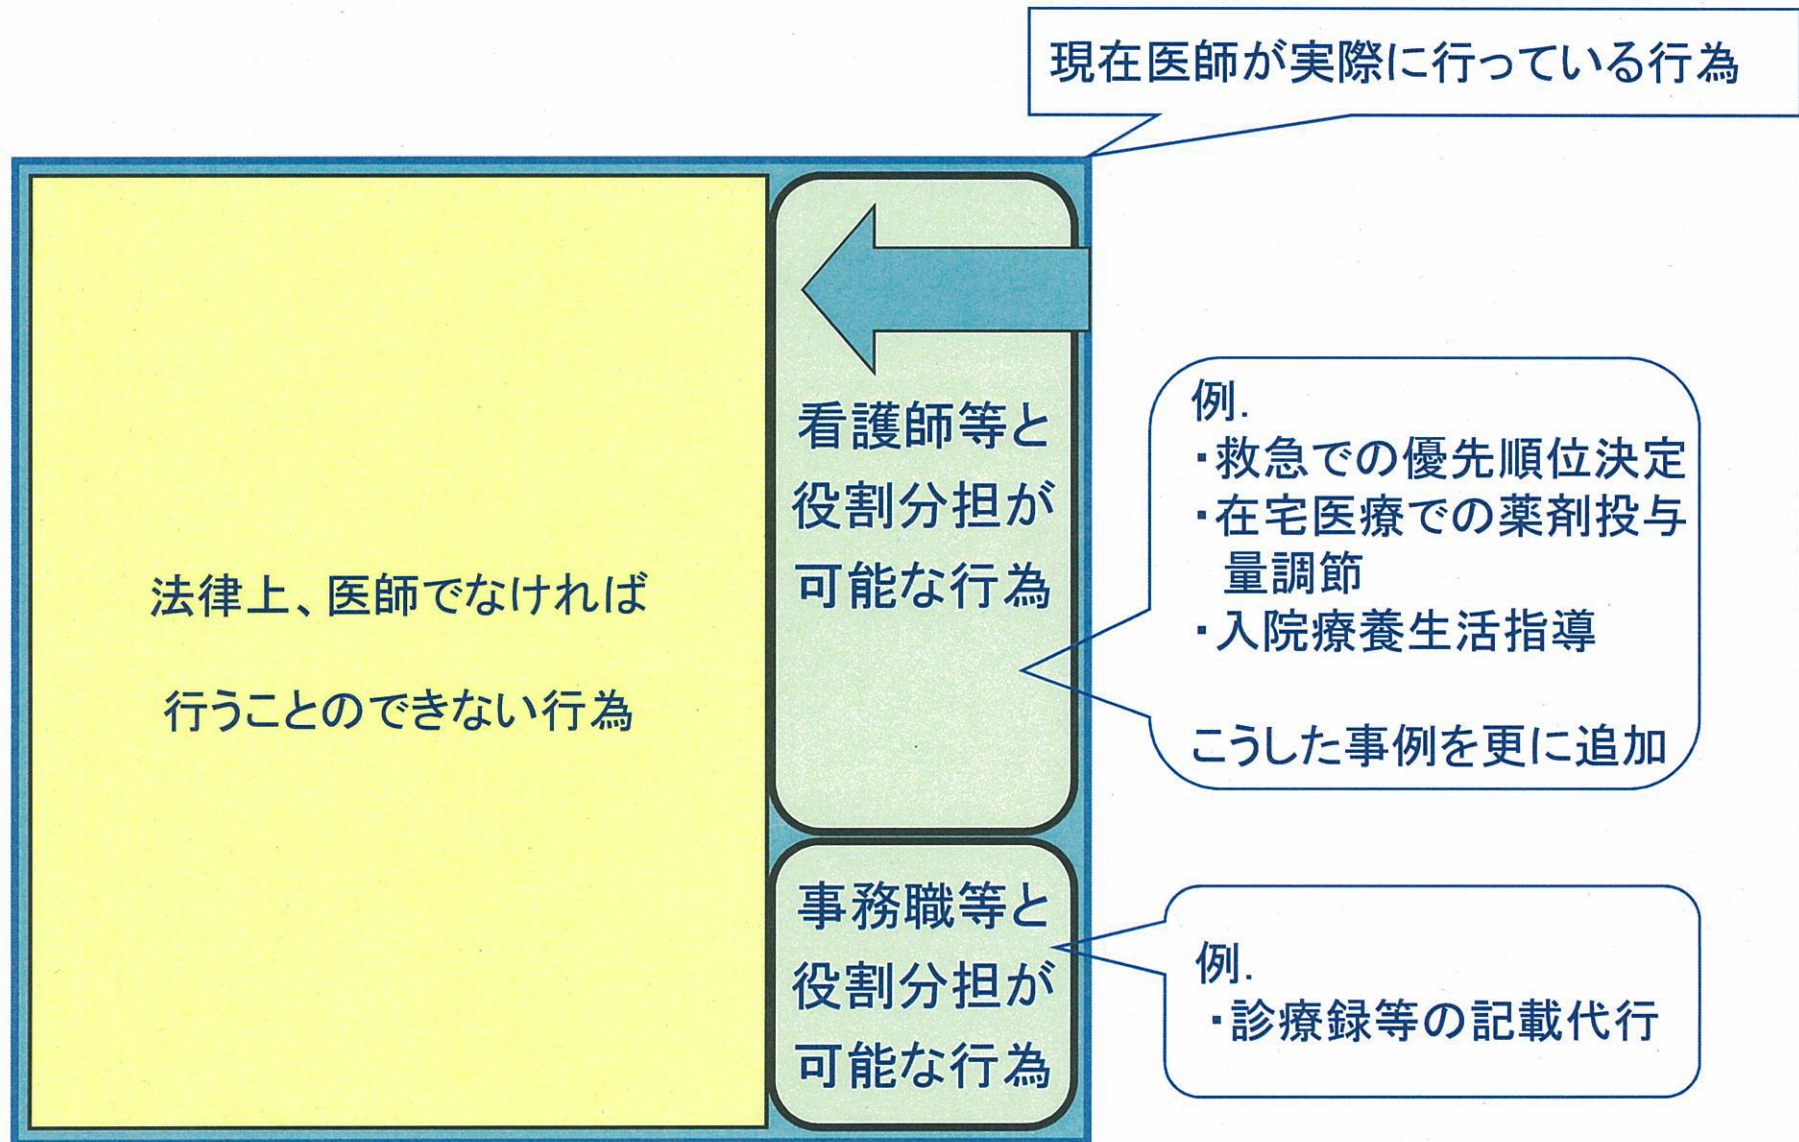 現在医師が実際に行っている行為
法律上、医師でなければ
行うことのできない行為
看護師等と
役割分担が
可能な行為
例.
・救急での優先順位決定
・在宅医療での薬剤投与
量調節
・入院療養生活指導
こうした事例を更に追加
事務職等と
役割分担が
可能な行為
例.
・診療録等の記載代行